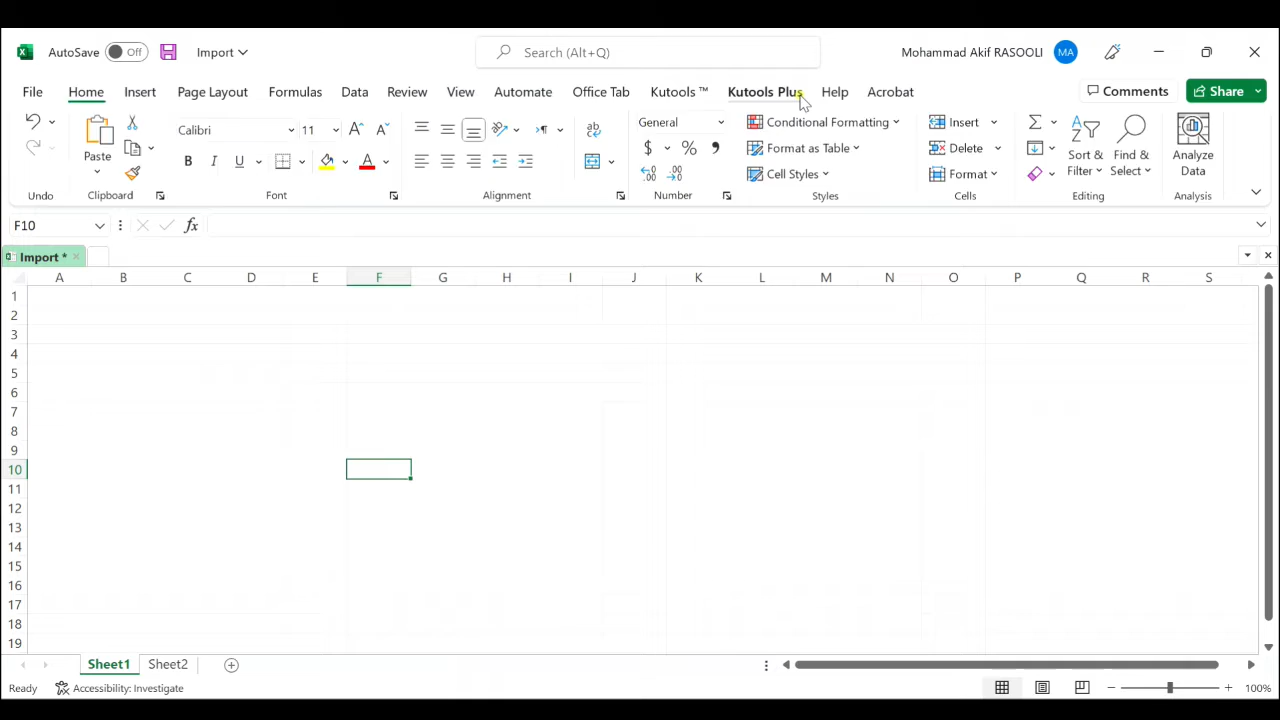 AutoSave Off Import Search (Alt+Q) Mohammad Akif RASOOLI MA
File Home Insert Page Layout Formulas Data Review View Automate Office Tab Kutools ™ Kutools Plus Help Acrobat Comments Share
Calibri 11 General Conditional Formatting Insert
Paste $ % Format as Table Delete Sort & Find & Analyze
B I U A Cell Styles Format Filter Select Data
Undo Clipboard Font Alignment Number Styles Cells Editing Analysis
F10 fx
Import *
A B C D E F G H I J K L M N O P Q R S
1
2
3
4
5
6
7
8
9
10
11
12
13
14
15
16
17
18
19
Sheet1 Sheet2
Ready Accessibility: Investigate 100%